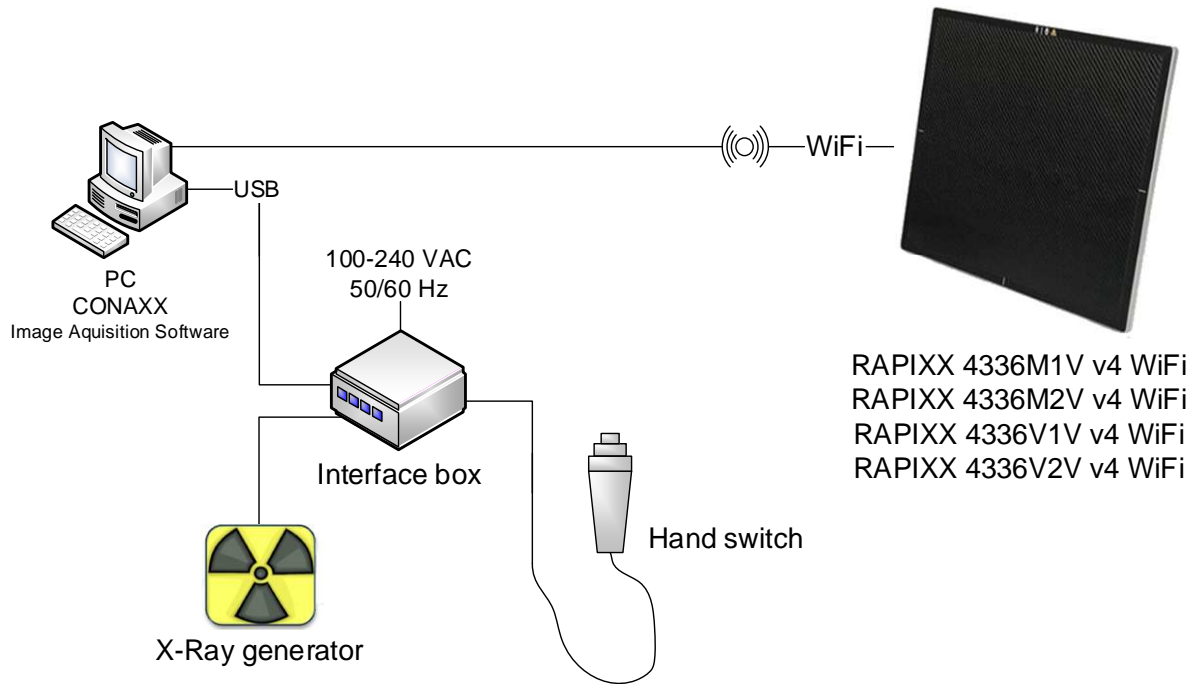 WiFi
USB
100-240 VAC
50/60 Hz
PC
CONAXX
Image Aquisition Software
RAPIXX 4336M1V v4 WiFi
RAPIXX 4336M2V v4 WiFi
RAPIXX 4336V1V v4 WiFi
RAPIXX 4336V2V v4 WiFi
Interface box
Hand switch
X-Ray generator